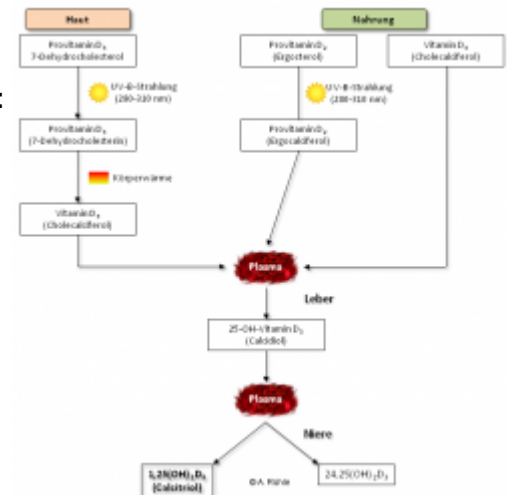 Haut
Nahrung
Provitamin D₃
7-Dehydrocholesterol
Provitamin D₂
(Ergosterol)
Vitamin D₃
(Cholecalciferol)
:
UV-B-Strahlung
(280-310 nm)
UV-B-Strahlung
(280-310 nm)
Provitamin D₃
(7-Dehydrocholesterin)
Provitamin D₂
(Ergocalciferol)
Körperwärme
Vitamin D₃
(Cholecalciferol)
Plasma
Leber
25-OH-Vitamin D₃
(Calcidiol)
Plasma
Niere
1,25(OH)₂D₃
(Calcitriol)
24,25(OH)₂D₃